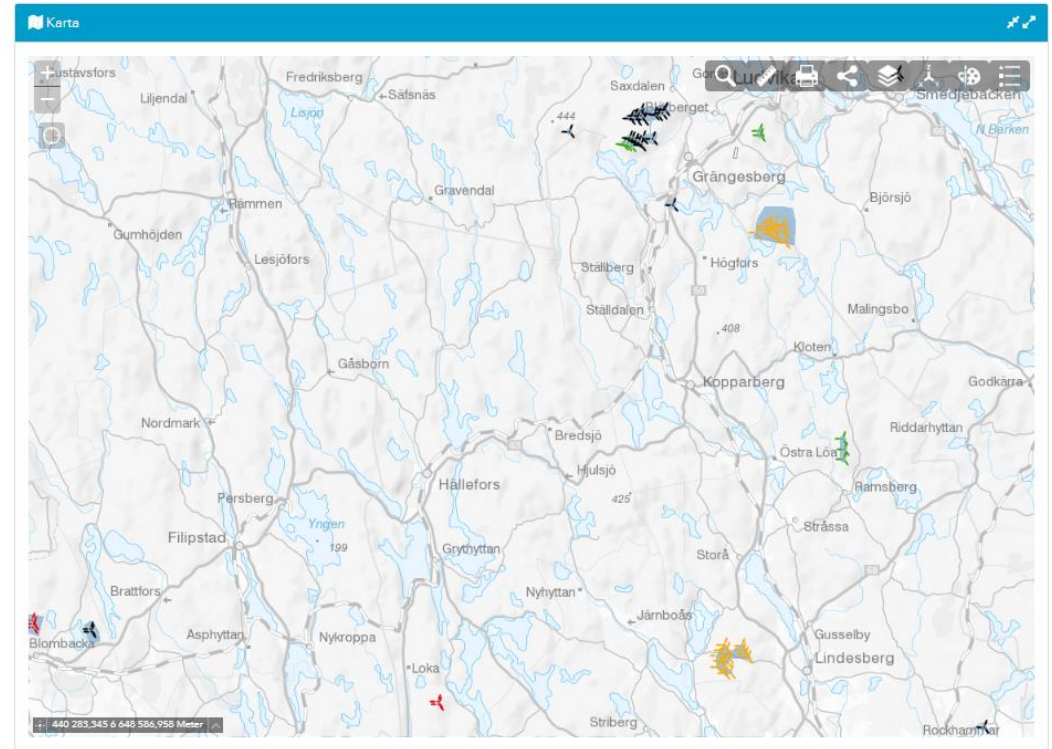 Karta
Fredriksberg
Säfsnäs
Liljendal
Lisjön
Saxdalen
Ludvika
Smedjebacken
444
N Barken
Grängesberg
Gravendal
Björsjö
Rämmen
Gumhöjden
Lesjöfors
Ställberg
Högfors
50
Ställdalen
Malingsbo
408
Kloten
Gåsborn
Kopparberg
Godkärra
Nordmark
Riddarhyttan
Bredsjö
Östra Löa
Hjulsjö
Hällefors
Ramsberg
Persberg
425
Yngen
Stråssa
Filipstad
199
Grythyttan
Storå
68
Brattfors
Nyhyttan
Järnboås
Asphyttan
Nykroppa
Gusselby
Blombacka
Lindesberg
Loka
440 283,345 6 648 586,958 Meter
Striberg
Rockhammar